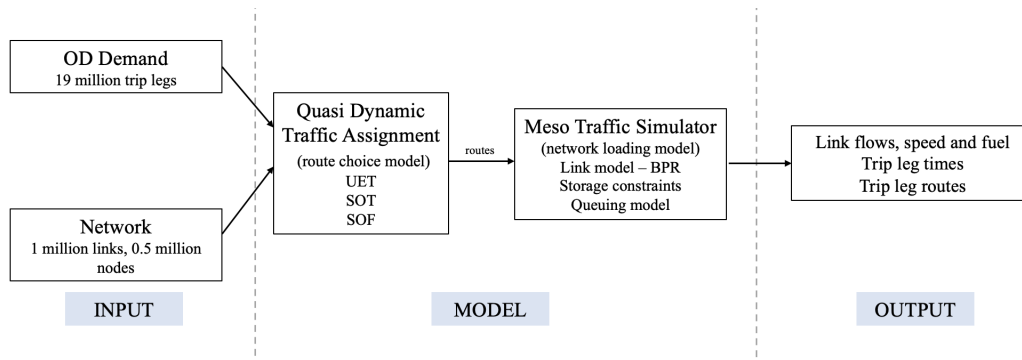 OD Demand
19 million trip legs
Network
1 million links, 0.5 million
nodes
INPUT
Quasi Dynamic
Traffic Assignment
(route choice model)
UET
SOT
SOF
routes
Meso Traffic Simulator
(network loading model)
Link model – BPR
Storage constraints
Queuing model
MODEL
Link flows, speed and fuel
Trip leg times
Trip leg routes
OUTPUT